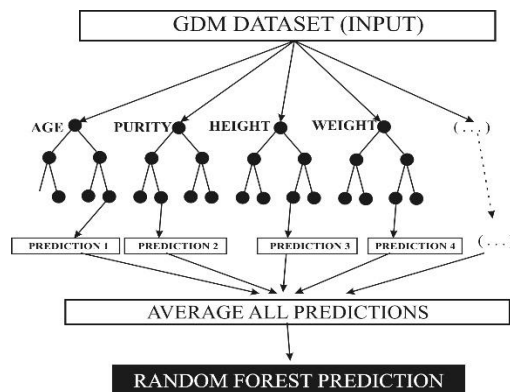 GDM DATASET (INPUT)
AGE PURITY HEIGHT WEIGHT (...)
PREDICTION 1 PREDICTION 2 PREDICTION 3 PREDICTION 4 (...)
AVERAGE ALL PREDICTIONS
RANDOM FOREST PREDICTION